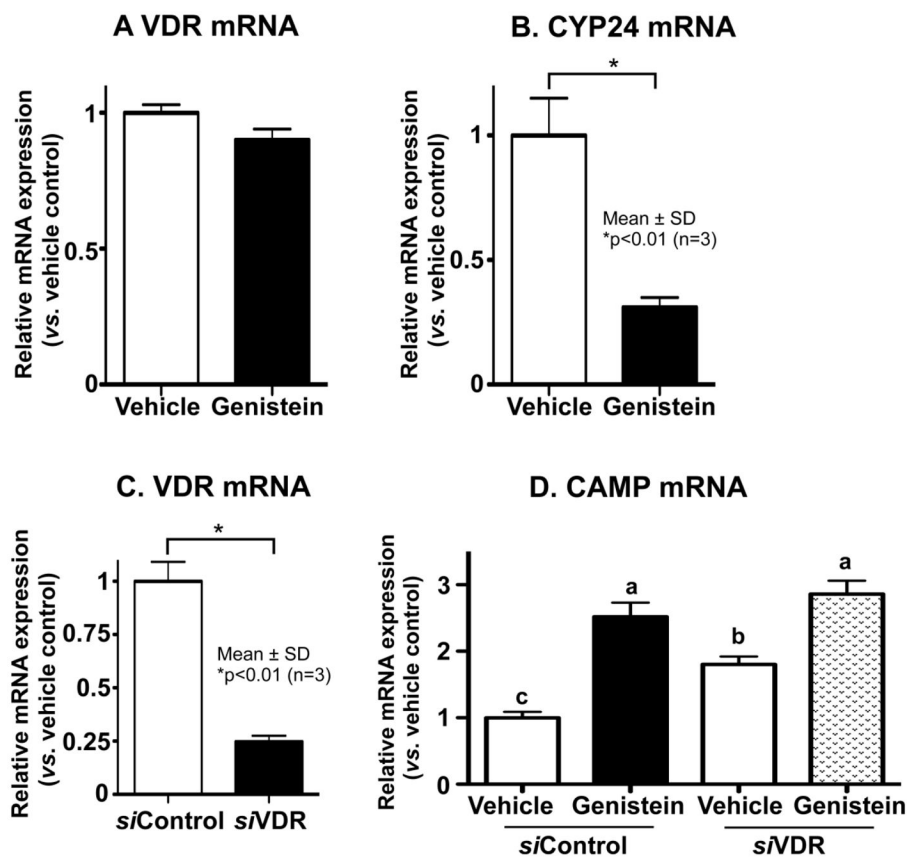 A VDR mRNA
Relative mRNA expression
(vs. vehicle control)
1
0.5
0
Vehicle Genistein
B. CYP24 mRNA
Relative mRNA expression
(vs. vehicle control)
1
0.5
0
*
Mean ± SD
*p<0.01 (n=3)
Vehicle Genistein
C. VDR mRNA
Relative mRNA expression
(vs. vehicle control)
1
0.75
0.5
0.25
0
*
Mean ± SD
*p<0.01 (n=3)
siControl siVDR
D. CAMP mRNA
Relative mRNA expression
(vs. vehicle control)
3
2
1
0
c
a
b
a
Vehicle Genistein Vehicle Genistein
siControl siVDR